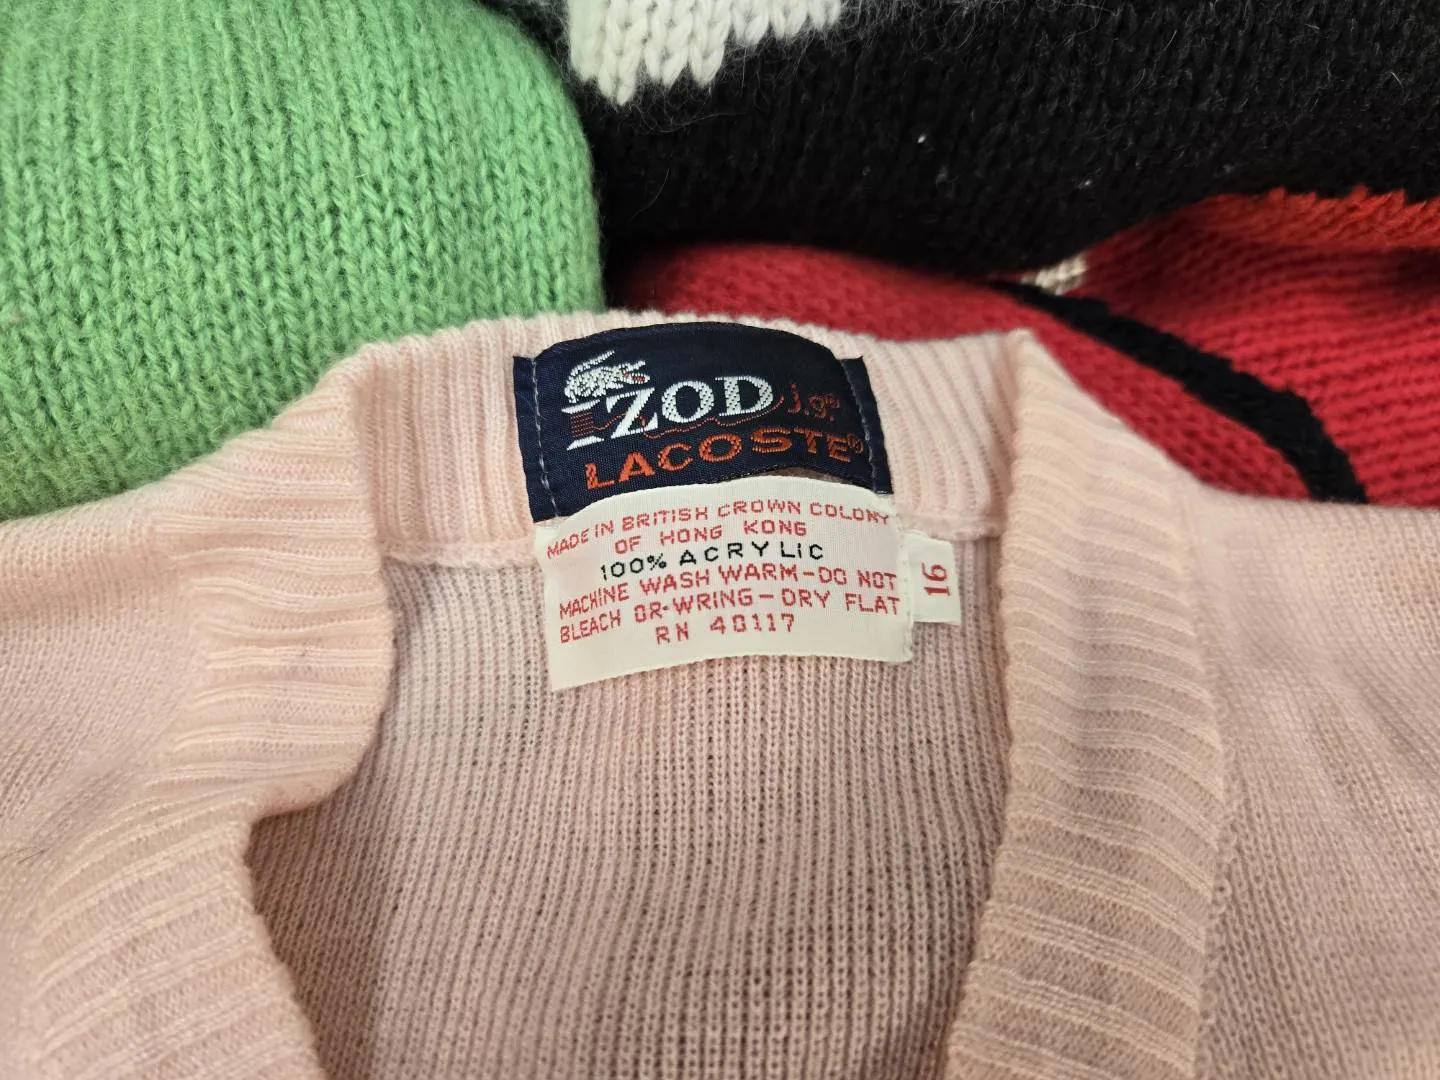 IZOD j.g.®
LACOSTE®
MADE IN BRITISH CROWN COLONY
OF HONG KONG
100% ACRYLIC
MACHINE WASH WARM-DO NOT
BLEACH OR-WRING-DRY FLAT
RN 40117
16